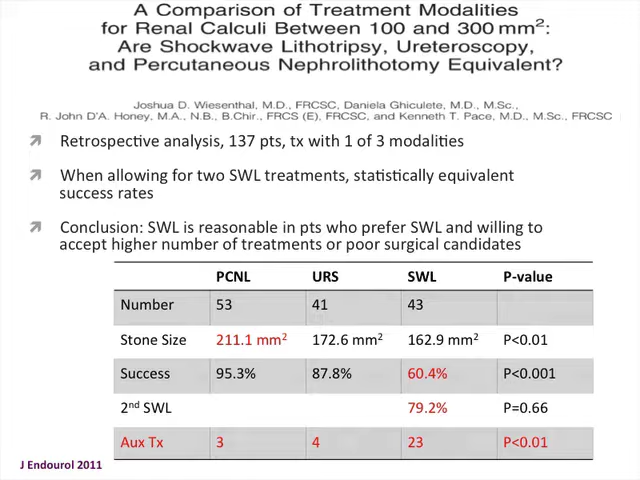 A Comparison of Treatment Modalities
for Renal Calculi Between 100 and 300 mm²:
Are Shockwave Lithotripsy, Ureteroscopy,
and Percutaneous Nephrolithotomy Equivalent?
Joshua D. Wiesenthal, M.D., FRCSC, Daniela Ghiculete, M.D., M.Sc.,
R. John D'A. Honey, M.A., N.B., B.Chir., FRCS (E), FRCSC, and Kenneth T. Pace, M.D., M.Sc., FRCSC
Retrospective analysis, 137 pts, tx with 1 of 3 modalities
When allowing for two SWL treatments, statistically equivalent
success rates
Conclusion: SWL is reasonable in pts who prefer SWL and willing to
accept higher number of treatments or poor surgical candidates
PCNL URS SWL P-value
Number 53 41 43
Stone Size 211.1 mm² 172.6 mm² 162.9 mm² P<0.01
Success 95.3% 87.8% 60.4% P<0.001
2nd SWL 79.2% P=0.66
Aux Tx 3 4 23 P<0.01
J Endourol 2011